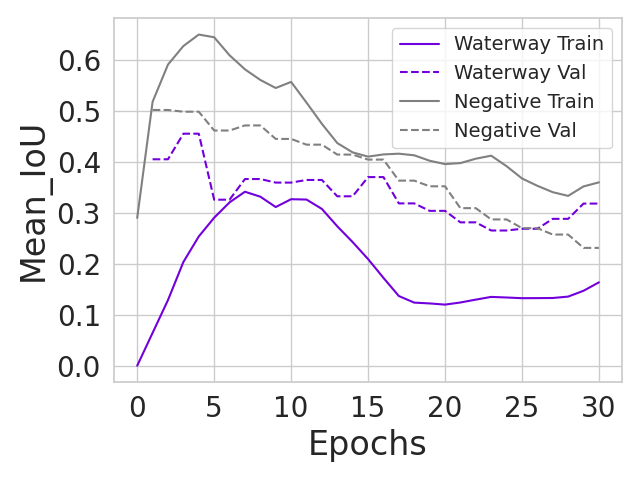 Waterway Train
Waterway Val
Negative Train
Negative Val
Mean_IoU
0.6
0.5
0.4
0.3
0.2
0.1
0.0
0 5 10 15 20 25 30
Epochs